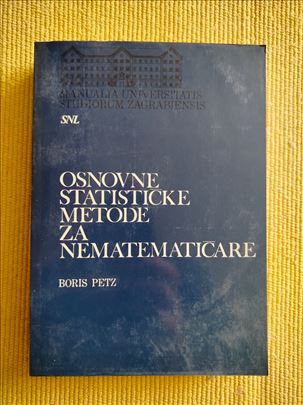 MANUALIA UNIVERSITATIS
STUDIORUM ZAGRABIENSIS
SNL
OSNOVNE
STATISTIČKE
METODE
ZA
NEMATEMATIČARE
BORIS PETZ